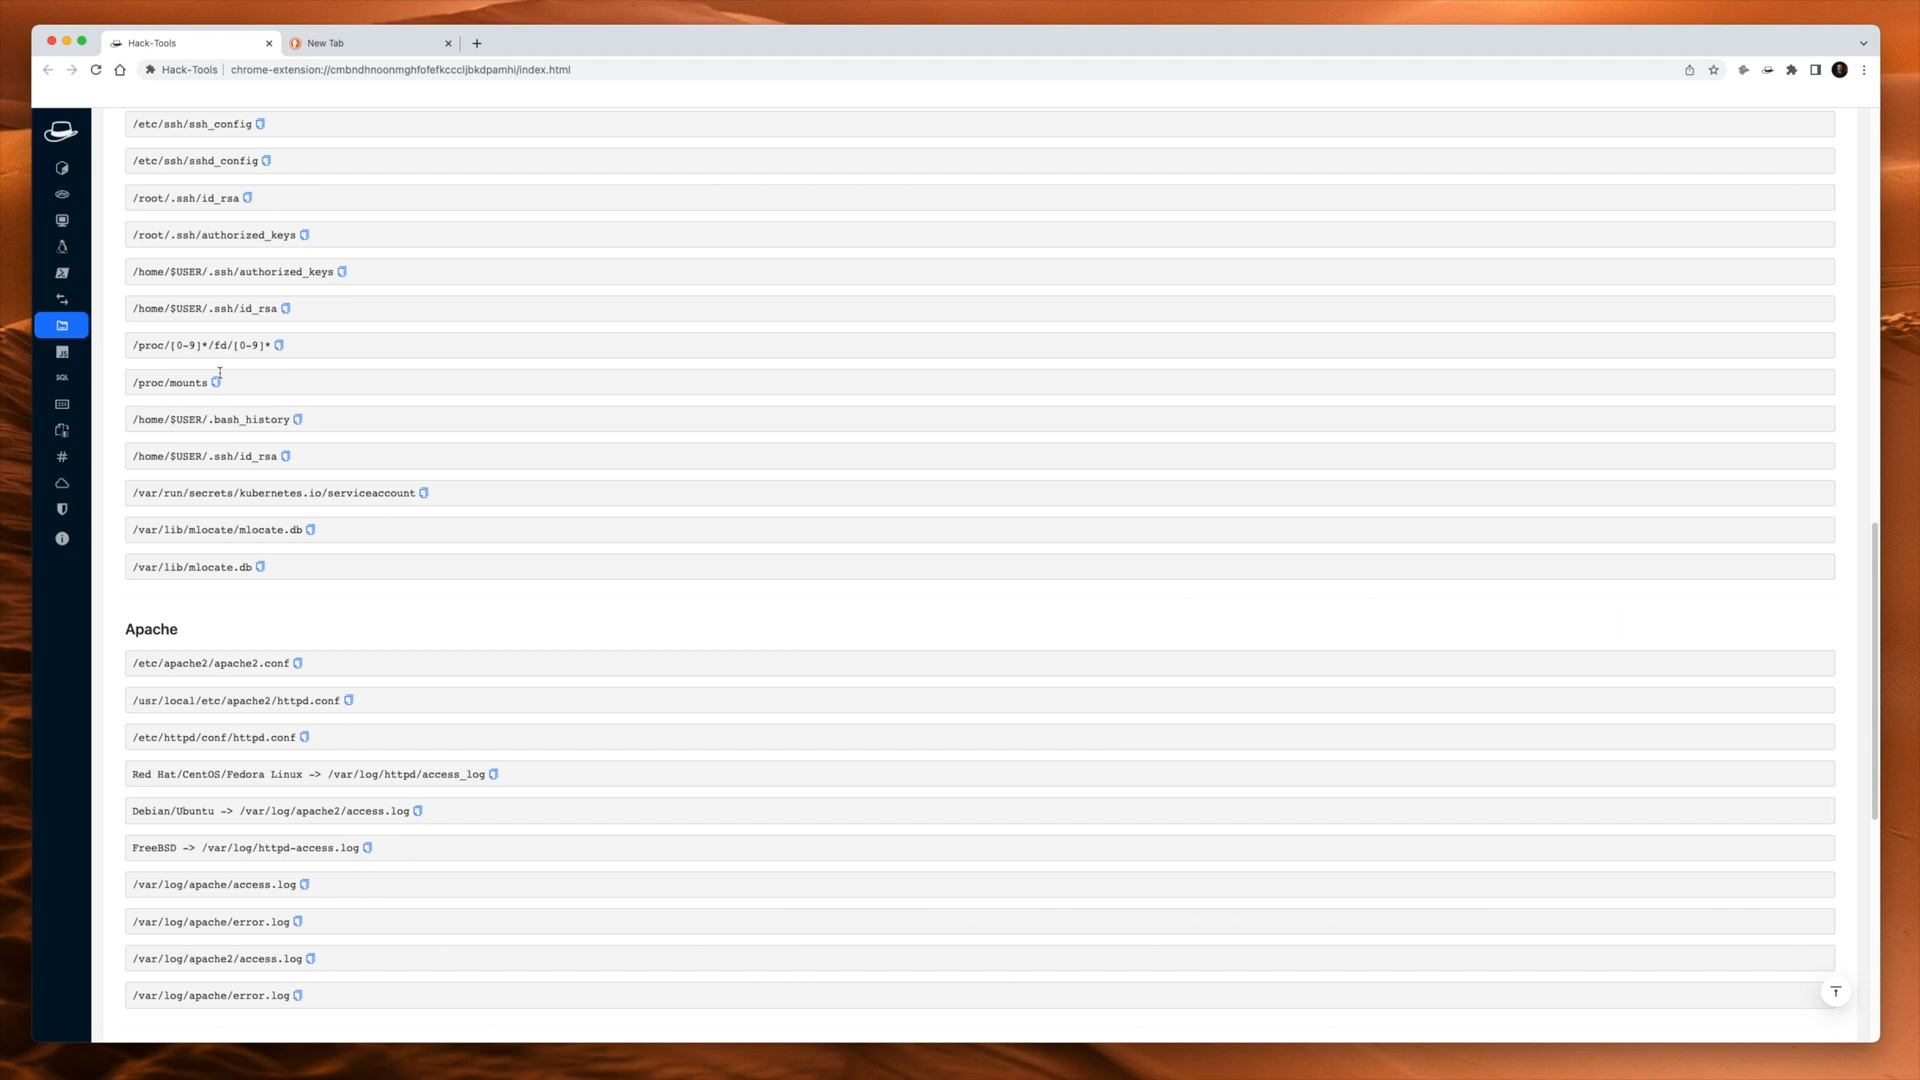 Hack-Tools
New Tab
Hack-Tools
chrome-extension://cmbndhnoonmghfofefkcccljbkdpamhi/index.html
/etc/ssh/ssh_config
/etc/ssh/sshd_config
/root/.ssh/id_rsa
/root/.ssh/authorized_keys
/home/$USER/.ssh/authorized_keys
/home/$USER/.ssh/id_rsa
/proc/[0-9]*/fd/[0-9]*
/proc/mounts
/home/$USER/.bash_history
/home/$USER/.ssh/id_rsa
/var/run/secrets/kubernetes.io/serviceaccount
/var/lib/mlocate/mlocate.db
/var/lib/mlocate.db
JS
SQL
Apache
/etc/apache2/apache2.conf
/usr/local/etc/apache2/httpd.conf
/etc/httpd/conf/httpd.conf
Red Hat/CentOS/Fedora Linux -> /var/log/httpd/access_log
Debian/Ubuntu -> /var/log/apache2/access.log
FreeBSD -> /var/log/httpd-access.log
/var/log/apache/access.log
/var/log/apache/error.log
/var/log/apache2/access.log
/var/log/apache/error.log